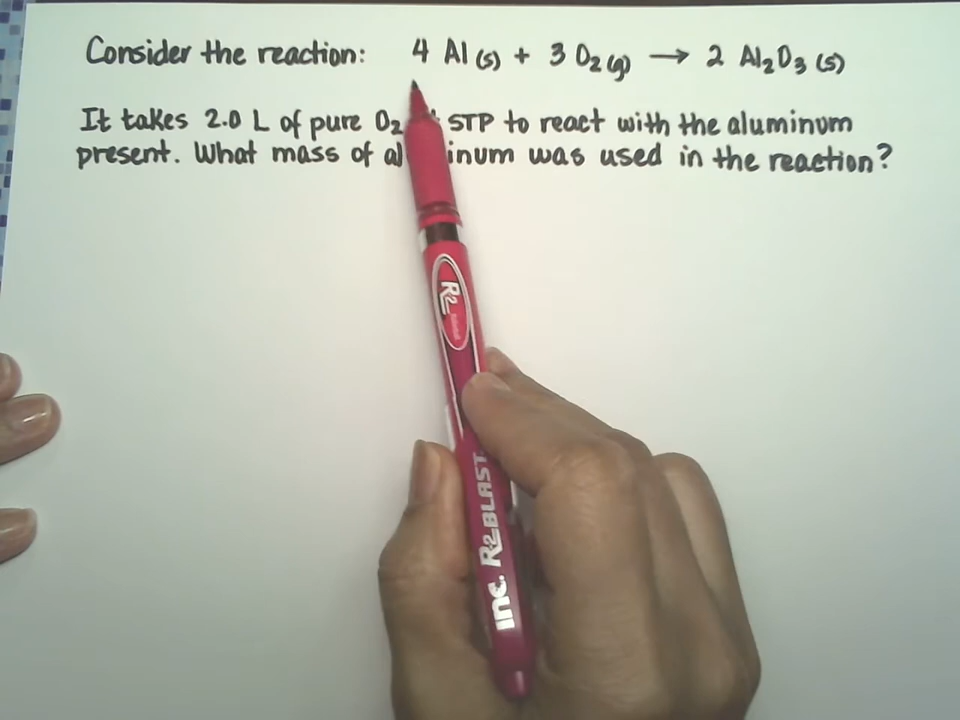 Consider the reaction: 4 Al (s) + 3 O₂ (g) → 2 Al₂O₃ (s)
It takes 2.0 L of pure O₂ STP to react with the aluminum
present. What mass of al inum was used in the reaction?
R2
inc. R2BLAST